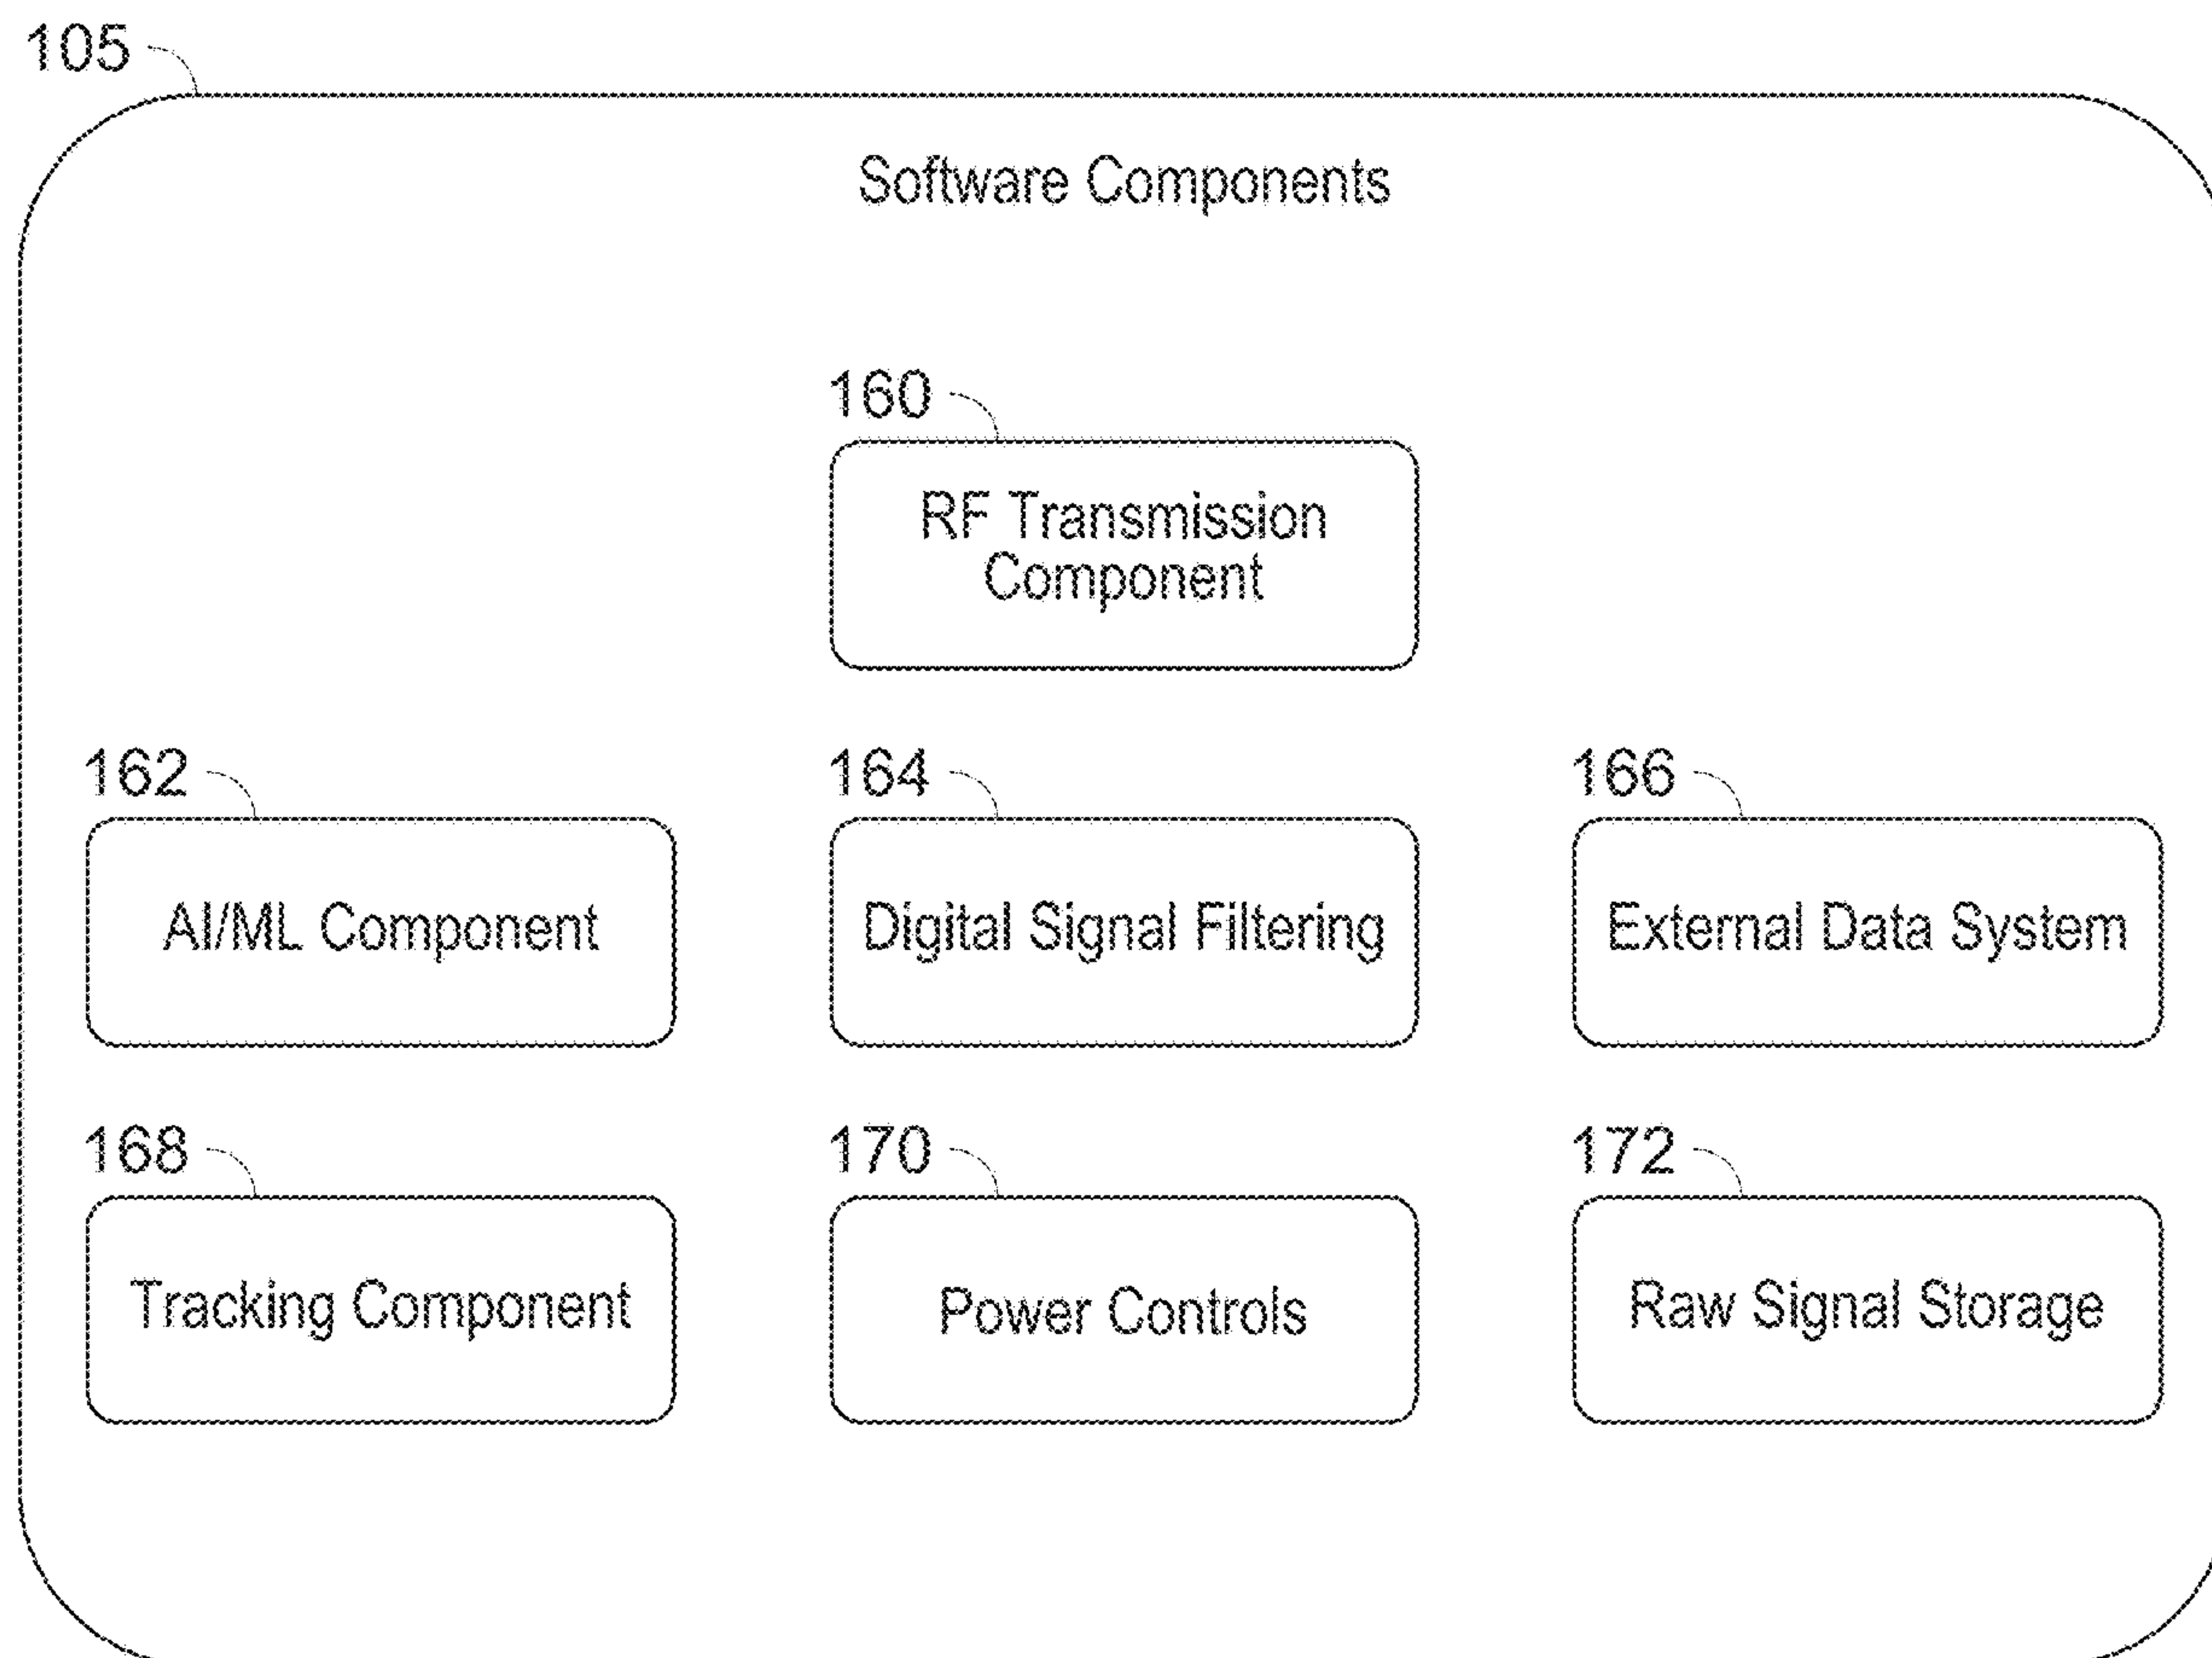 105
Software Components
160
RF Transmission
Component
162
164
166
AI/ML Component
Digital Signal Filtering
External Data System
168
170
172
Tracking Component
Power Controls
Raw Signal Storage